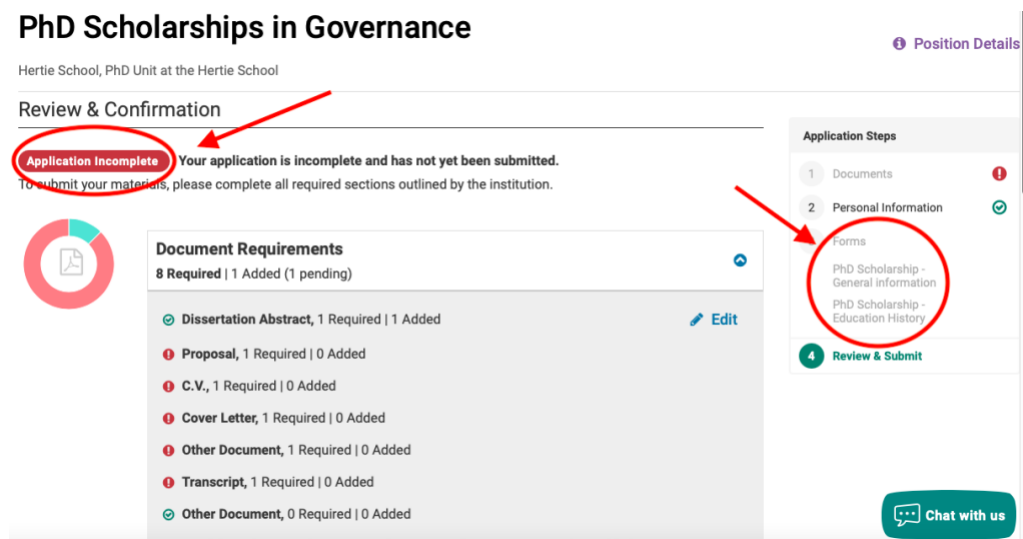 PhD Scholarships in Governance
Position Details
Hertie School, PhD Unit at the Hertie School
Review & Confirmation
Application Incomplete Your application is incomplete and has not yet been submitted.
To submit your materials, please complete all required sections outlined by the institution.
Document Requirements
8 Required | 1 Added (1 pending)
Dissertation Abstract, 1 Required | 1 Added
Edit
Proposal, 1 Required | 0 Added
C.V., 1 Required | 0 Added
Cover Letter, 1 Required | 0 Added
Other Document, 1 Required | 0 Added
Transcript, 1 Required | 0 Added
Other Document, 0 Required | 0 Added
Application Steps
1 Documents
2 Personal Information
Forms
PhD Scholarship -
General information
PhD Scholarship -
Education History
4 Review & Submit
Chat with us